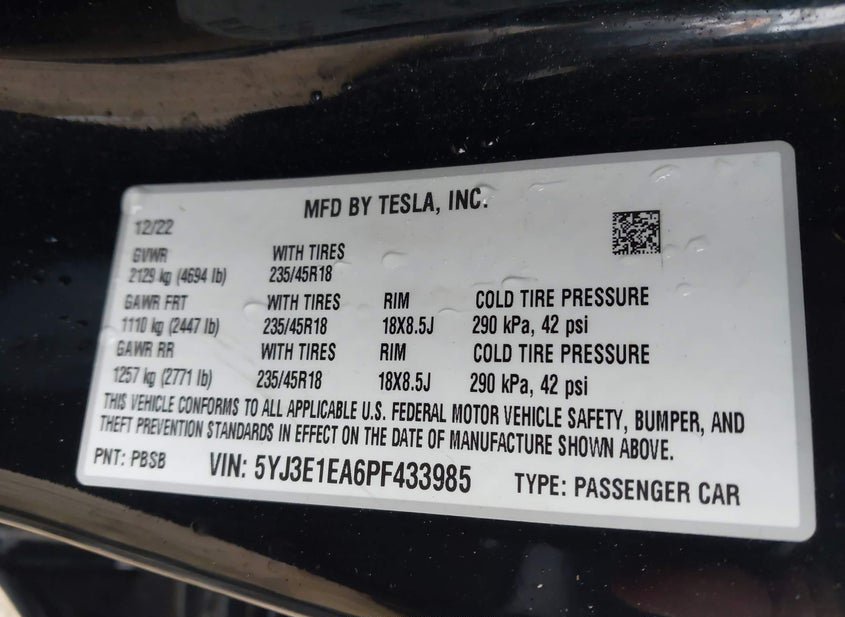 MFD BY TESLA, INC.
12/22
GVWR WITH TIRES
2129 kg (4694 lb) 235/45R18
GAWR FRT WITH TIRES RIM COLD TIRE PRESSURE
1110 kg (2447 lb) 235/45R18 18X8.5J 290 kPa, 42 psi
GAWR RR WITH TIRES RIM COLD TIRE PRESSURE
1257 kg (2771 lb) 235/45R18 18X8.5J 290 kPa, 42 psi
THIS VEHICLE CONFORMS TO ALL APPLICABLE U.S. FEDERAL MOTOR VEHICLE SAFETY, BUMPER, AND
THEFT PREVENTION STANDARDS IN EFFECT ON THE DATE OF MANUFACTURE SHOWN ABOVE.
PNT: PBSB VIN: 5YJ3E1EA6PF433985 TYPE: PASSENGER CAR